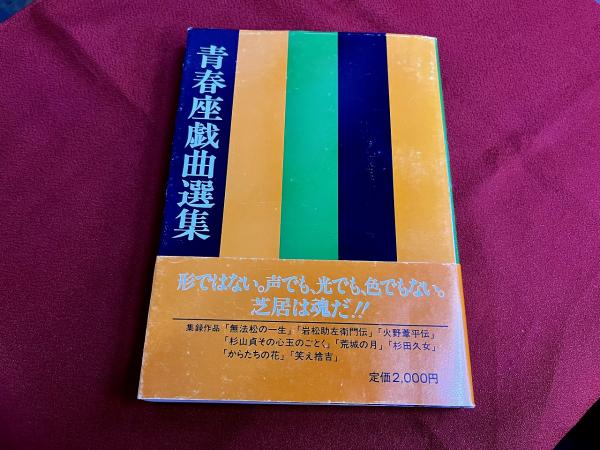 青春座戯曲選集
形ではない。声でも、光でも、色でもない。
芝居は魂だ!!
集録作品「無法松の一生」「岩松助左衛門伝」「火野葦平伝」
「杉山貞その心玉のごとく」「荒城の月」「杉田久女」
「からたちの花」「笑え捨吉」
定価2,000円